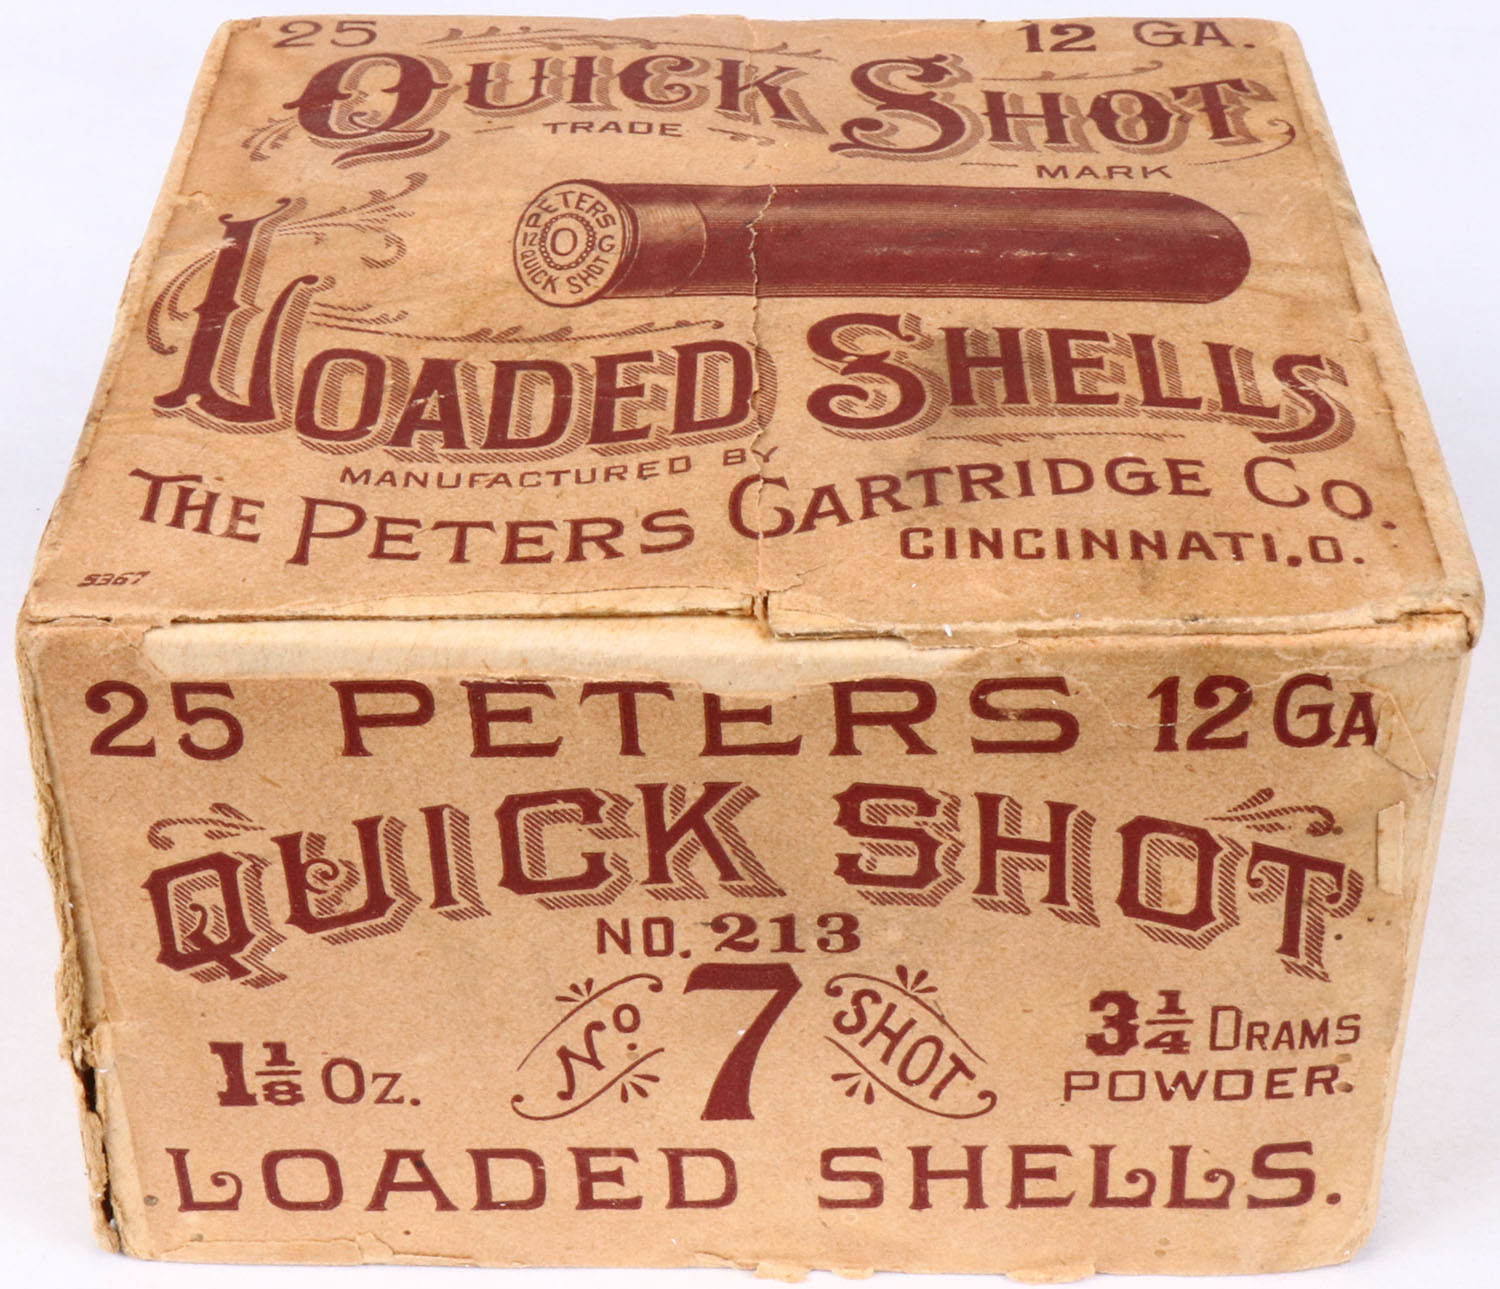 25 12 GA.
QUICK SHOT
TRADE MARK
PETERS
12 O G
QUICK SHOT
LOADED SHELLS
MANUFACTURED BY
THE PETERS CARTRIDGE CO.
CINCINNATI, O.
5367
25 PETERS 12 GA
QUICK SHOT
NO. 213
1 1/8 OZ. No. 7 SHOT 3 1/4 DRAMS
POWDER.
LOADED SHELLS.